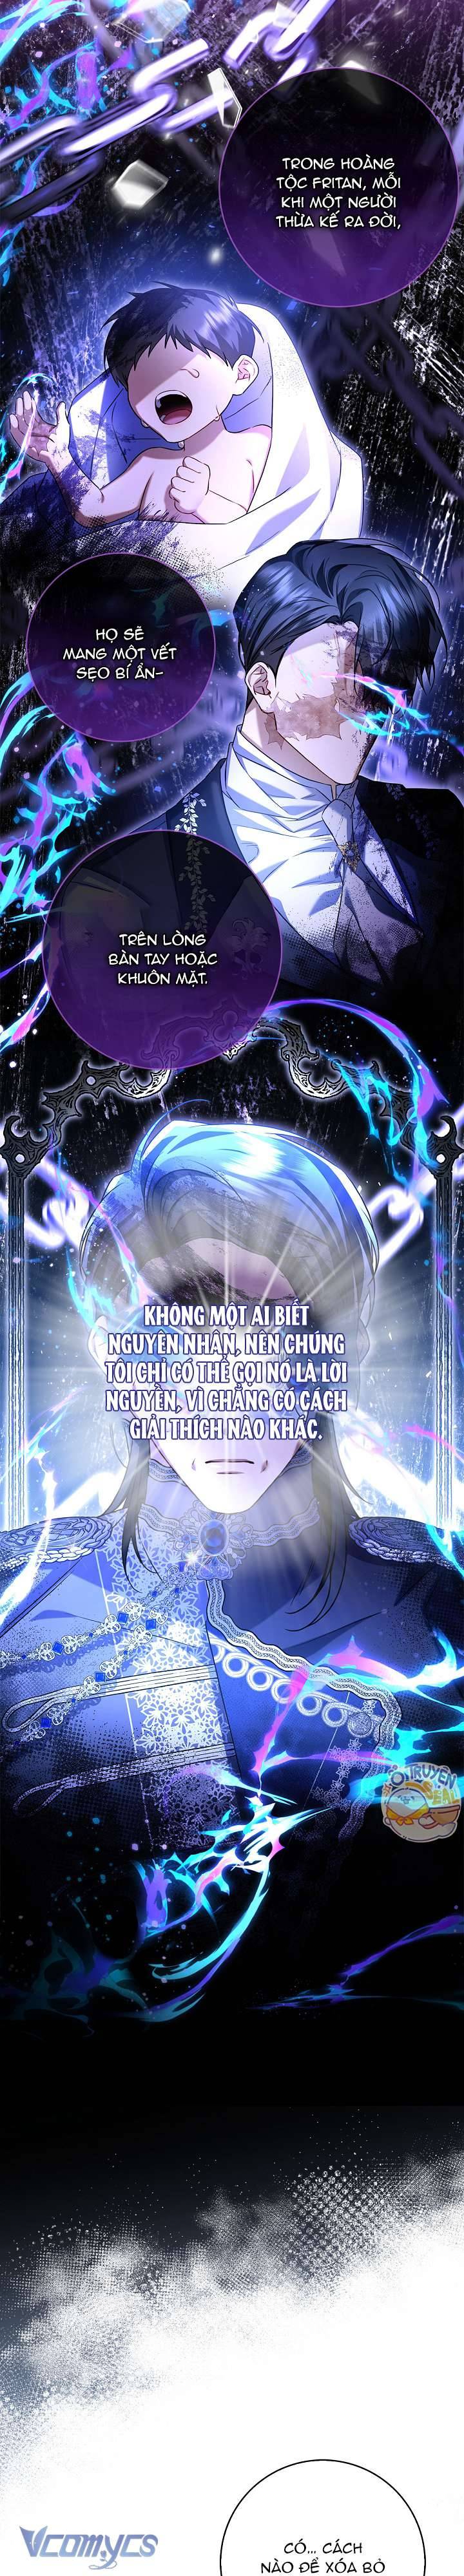 TRONG HOÀNG
TỘC FRITAN, MỖI
KHI MỘT NGƯỜI
THỪA KẾ RA ĐỜI,
HỌ SẼ
MANG MỘT VẾT
SẸO BÍ ẨN-
TRÊN LÒNG
BÀN TAY HOẶC
KHUÔN MẶT.
KHÔNG MỘT AI BIẾT
NGUYÊN NHÂN, NÊN CHÚNG
TÔI CHỈ CÓ THỂ GỌI NÓ LÀ LỜI
NGUYỀN, VÌ CHẲNG CÓ CÁCH
GIẢI THÍCH NÀO KHÁC.
Ổ TRUYỆN
SEAL
Vcomycs
CÓ... CÁCH
NÀO ĐỂ XÓA BỎ